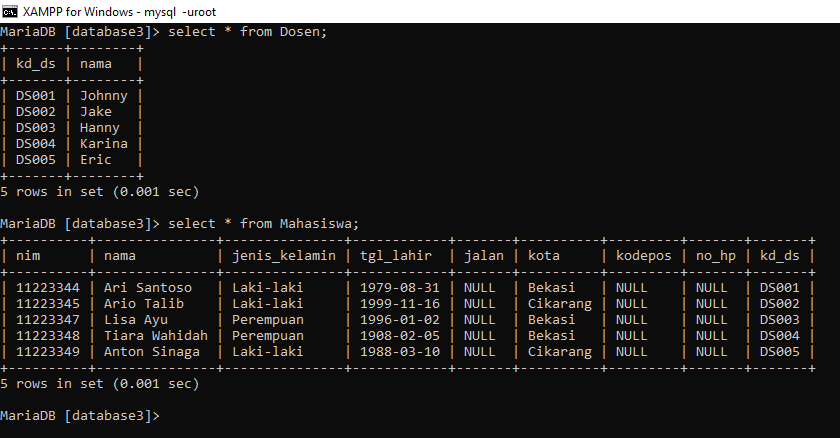 XAMPP for Windows - mysql  -uroot
MariaDB [database3]> select * from Dosen;
+-------+--------+
| kd_ds | nama   |
+-------+--------+
| DS001 | Johnny |
| DS002 | Jake   |
| DS003 | Hanny  |
| DS004 | Karina |
| DS005 | Eric   |
+-------+--------+
5 rows in set (0.001 sec)

MariaDB [database3]> select * from Mahasiswa;
+----------+---------------+---------------+------------+-------+----------+---------+-------+-------+
| nim      | nama          | jenis_kelamin | tgl_lahir  | jalan | kota     | kodepos | no_hp | kd_ds |
+----------+---------------+---------------+------------+-------+----------+---------+-------+-------+
| 11223344 | Ari Santoso   | Laki-laki     | 1979-08-31 | NULL  | Bekasi   | NULL    | NULL  | DS001 |
| 11223345 | Ario Talib    | Laki-laki     | 1999-11-16 | NULL  | Cikarang | NULL    | NULL  | DS002 |
| 11223347 | Lisa Ayu      | Perempuan     | 1996-01-02 | NULL  | Bekasi   | NULL    | NULL  | DS003 |
| 11223348 | Tiara Wahidah | Perempuan     | 1908-02-05 | NULL  | Bekasi   | NULL    | NULL  | DS004 |
| 11223349 | Anton Sinaga  | Laki-laki     | 1988-03-10 | NULL  | Cikarang | NULL    | NULL  | DS005 |
+----------+---------------+---------------+------------+-------+----------+---------+-------+-------+
5 rows in set (0.001 sec)

MariaDB [database3]>